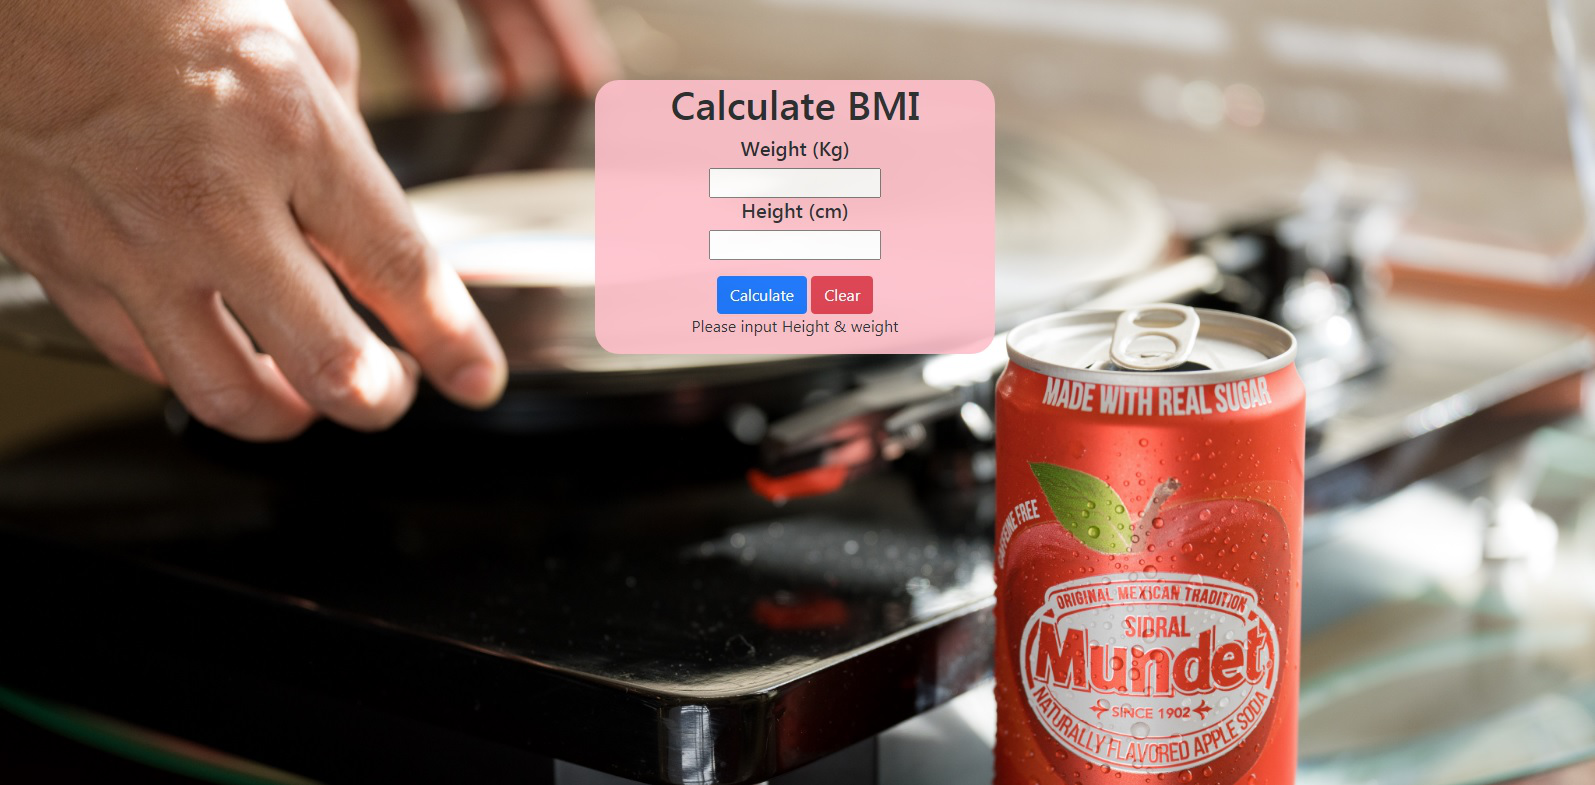 Calculate BMI
Weight (Kg)
Height (cm)
Calculate Clear
Please input Height & weight
MADE WITH REAL SUGAR
CAFFEINE FREE
ORIGINAL MEXICAN TRADITION
SIDRAL
Mundet
SINCE 1902
NATURALLY FLAVORED APPLE SODA